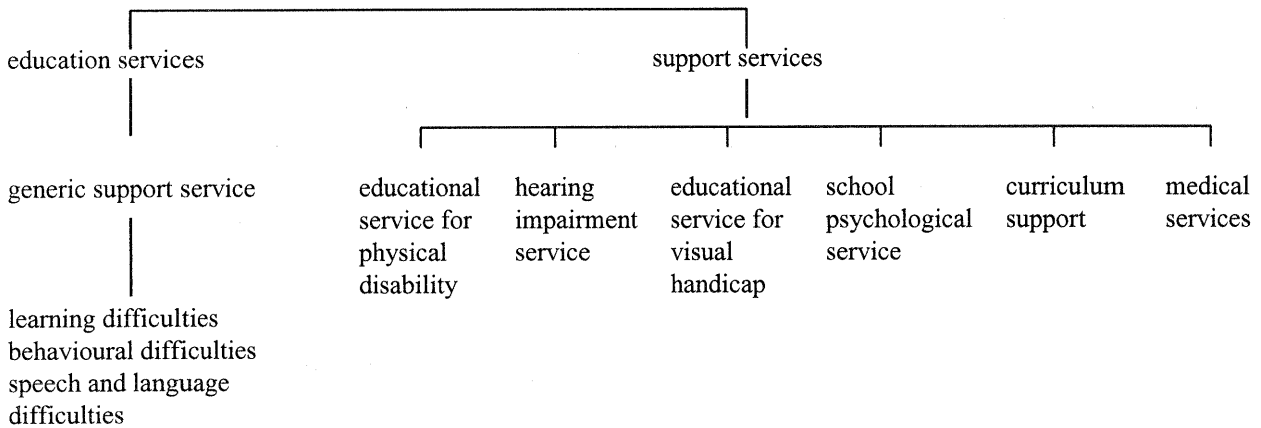 education services
support services
generic support service
educational
service for
physical
disability
hearing
impairment
service
educational
service for
visual
handicap
school
psychological
service
curriculum
support
medical
services
learning difficulties
behavioural difficulties
speech and language
difficulties